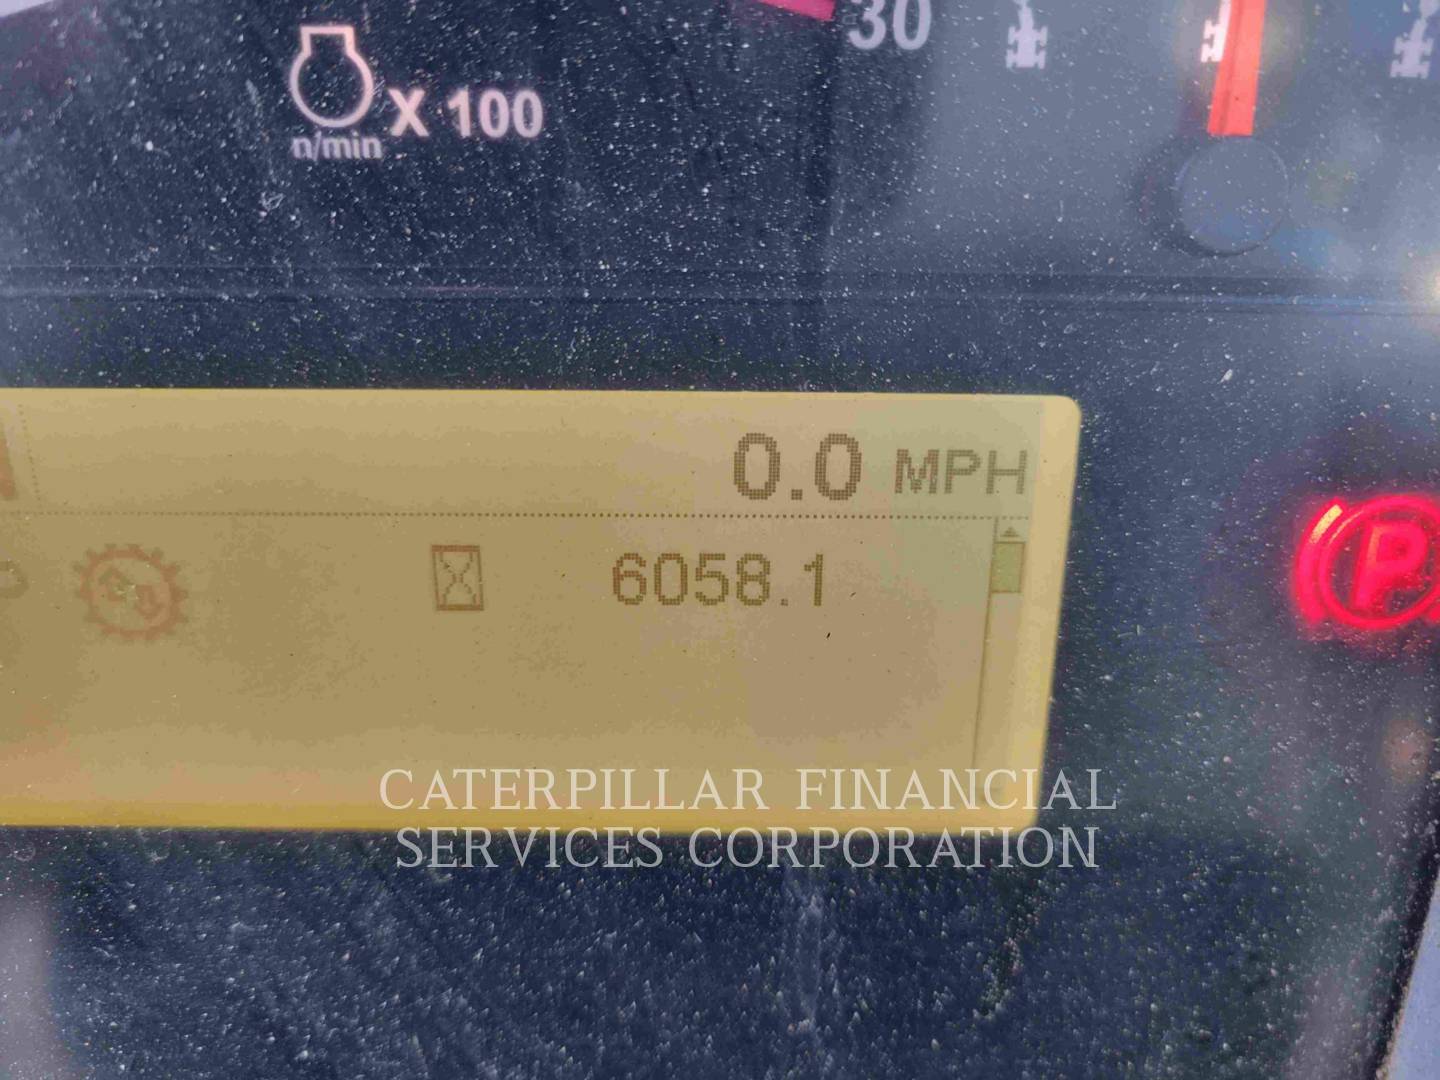 30
X 100
n/min
0.0 MPH
6058.1
P
CATERPILLAR FINANCIAL
SERVICES CORPORATION